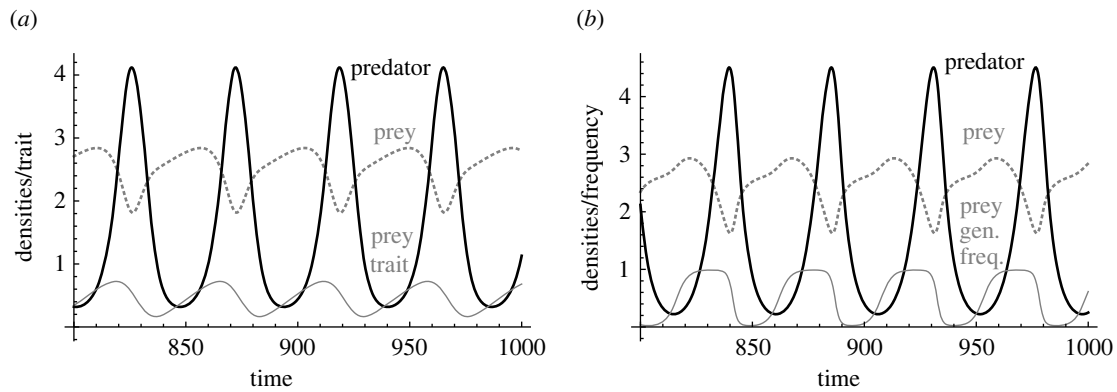 (a)
densities/trait
4
3
2
1
predator
prey
prey
trait
850
900
950
1000
time
(b)
densities/frequency
4
3
2
1
predator
prey
prey
gen.
freq.
850
900
950
1000
time